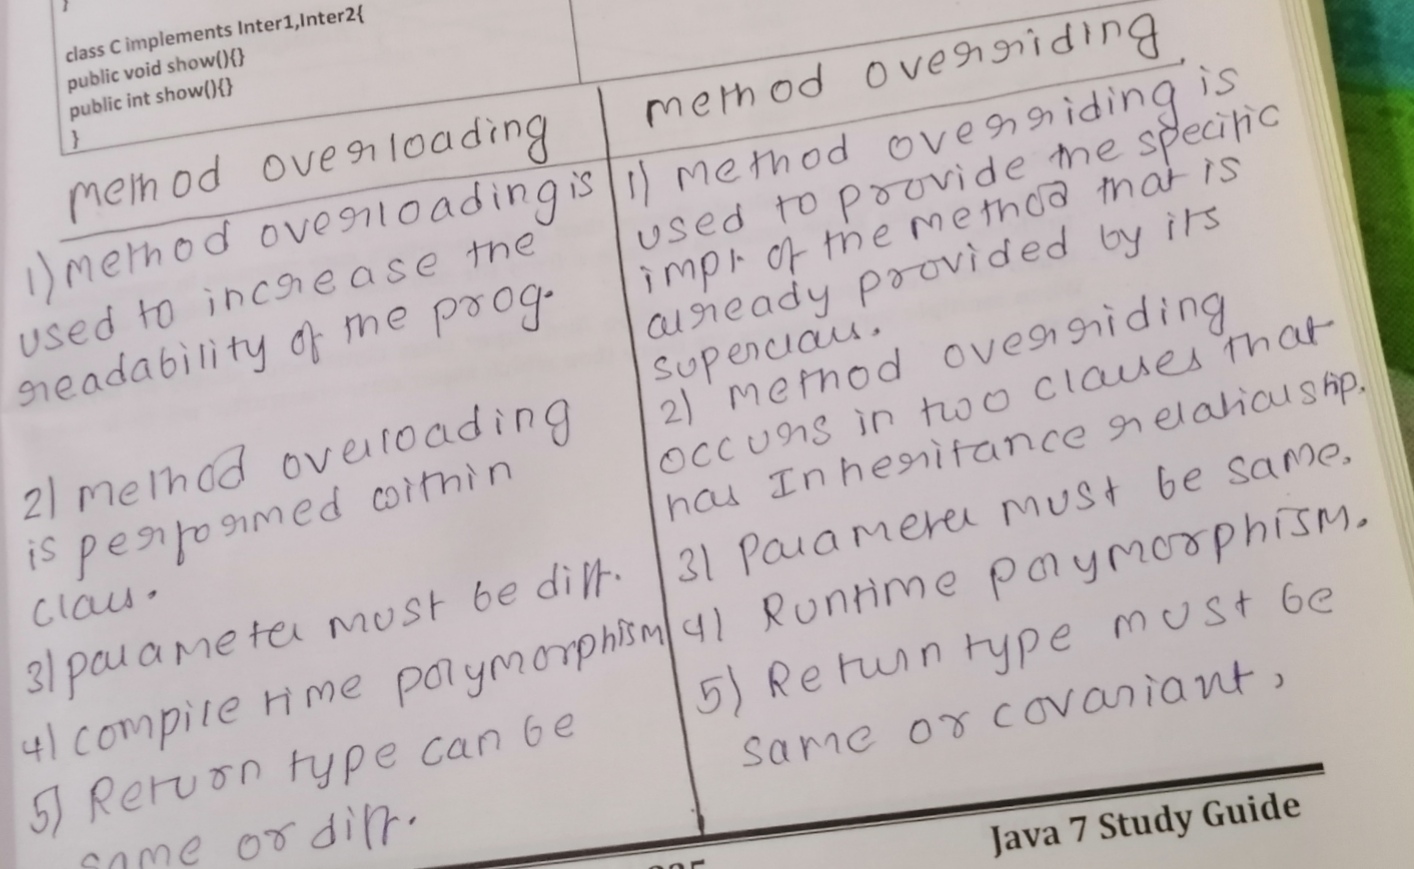 }
class C implements Inter1,Inter2{
public void show(){}
public int show(){}
}
method overloading
1) method overloading is
used to increase the
readability of the prog.
2) method overloading
is performed within
class.
3) parameter must be diff.
4) compile time polymorphism
5) Return type can be
same or diff.
method overriding
1) method overriding is
used to provide the specific
impl. of the method that is
already provided by its
superclass.
2) method overriding
occurs in two classes that
has Inheritance relationship.
3) Parameter must be same.
4) Runtime polymorphism.
5) Return type must be
same or covariant,
Java 7 Study Guide